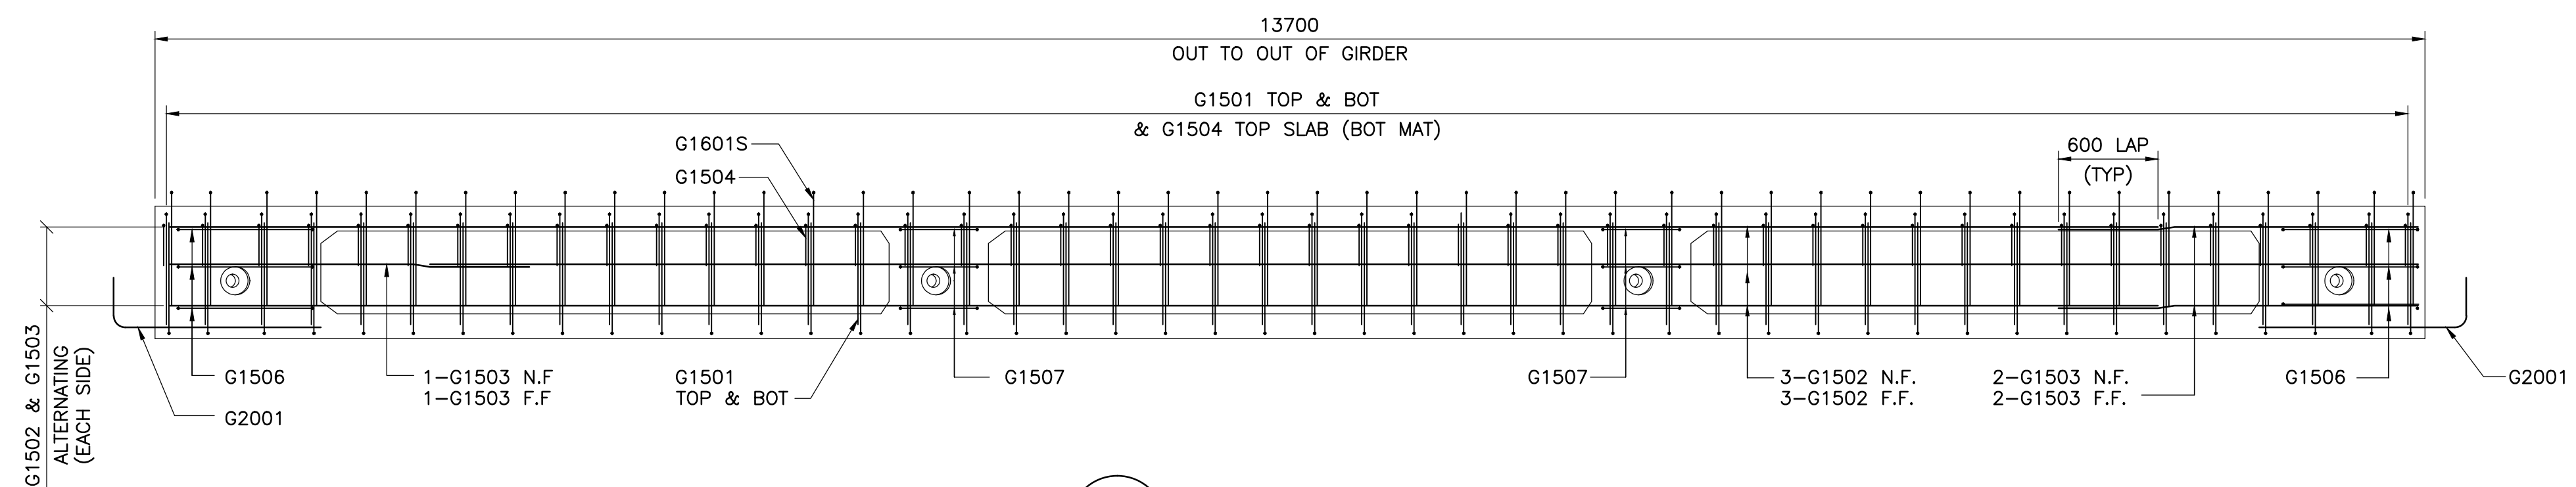 13700
OUT TO OUT OF GIRDER
G1501 TOP & BOT
& G1504 TOP SLAB (BOT MAT)
G1601S
G1504
600 LAP
(TYP)
G1502 & G1503
ALTERNATING
(EACH SIDE)
G1506
G2001
1-G1503 N.F
1-G1503 F.F
G1501
TOP & BOT
G1507
G1507
3-G1502 N.F.
3-G1502 F.F.
2-G1503 N.F.
2-G1503 F.F.
G1506
G2001